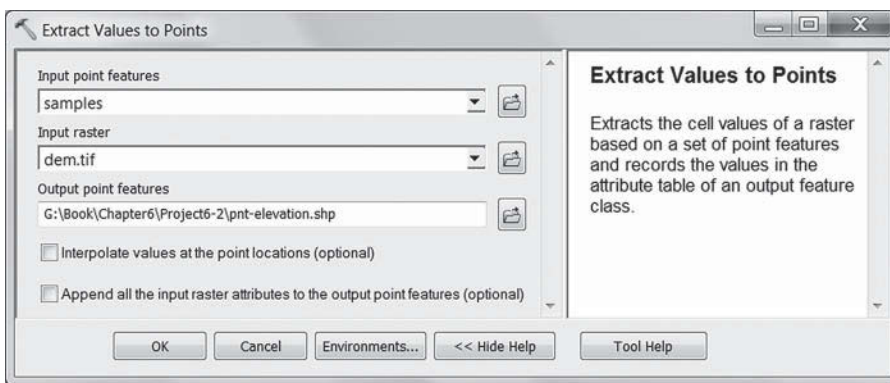 Extract Values to Points
Input point features
samples
Input raster
dem.tif
Output point features
G:\Book\Chapter6\Project6-2\pnt-elevation.shp
Interpolate values at the point locations (optional)
Append all the input raster attributes to the output point features (optional)
OK
Cancel
Environments...
<< Hide Help
Extract Values to Points
Extracts the cell values of a raster
based on a set of point features
and records the values in the
attribute table of an output feature
class.
Tool Help